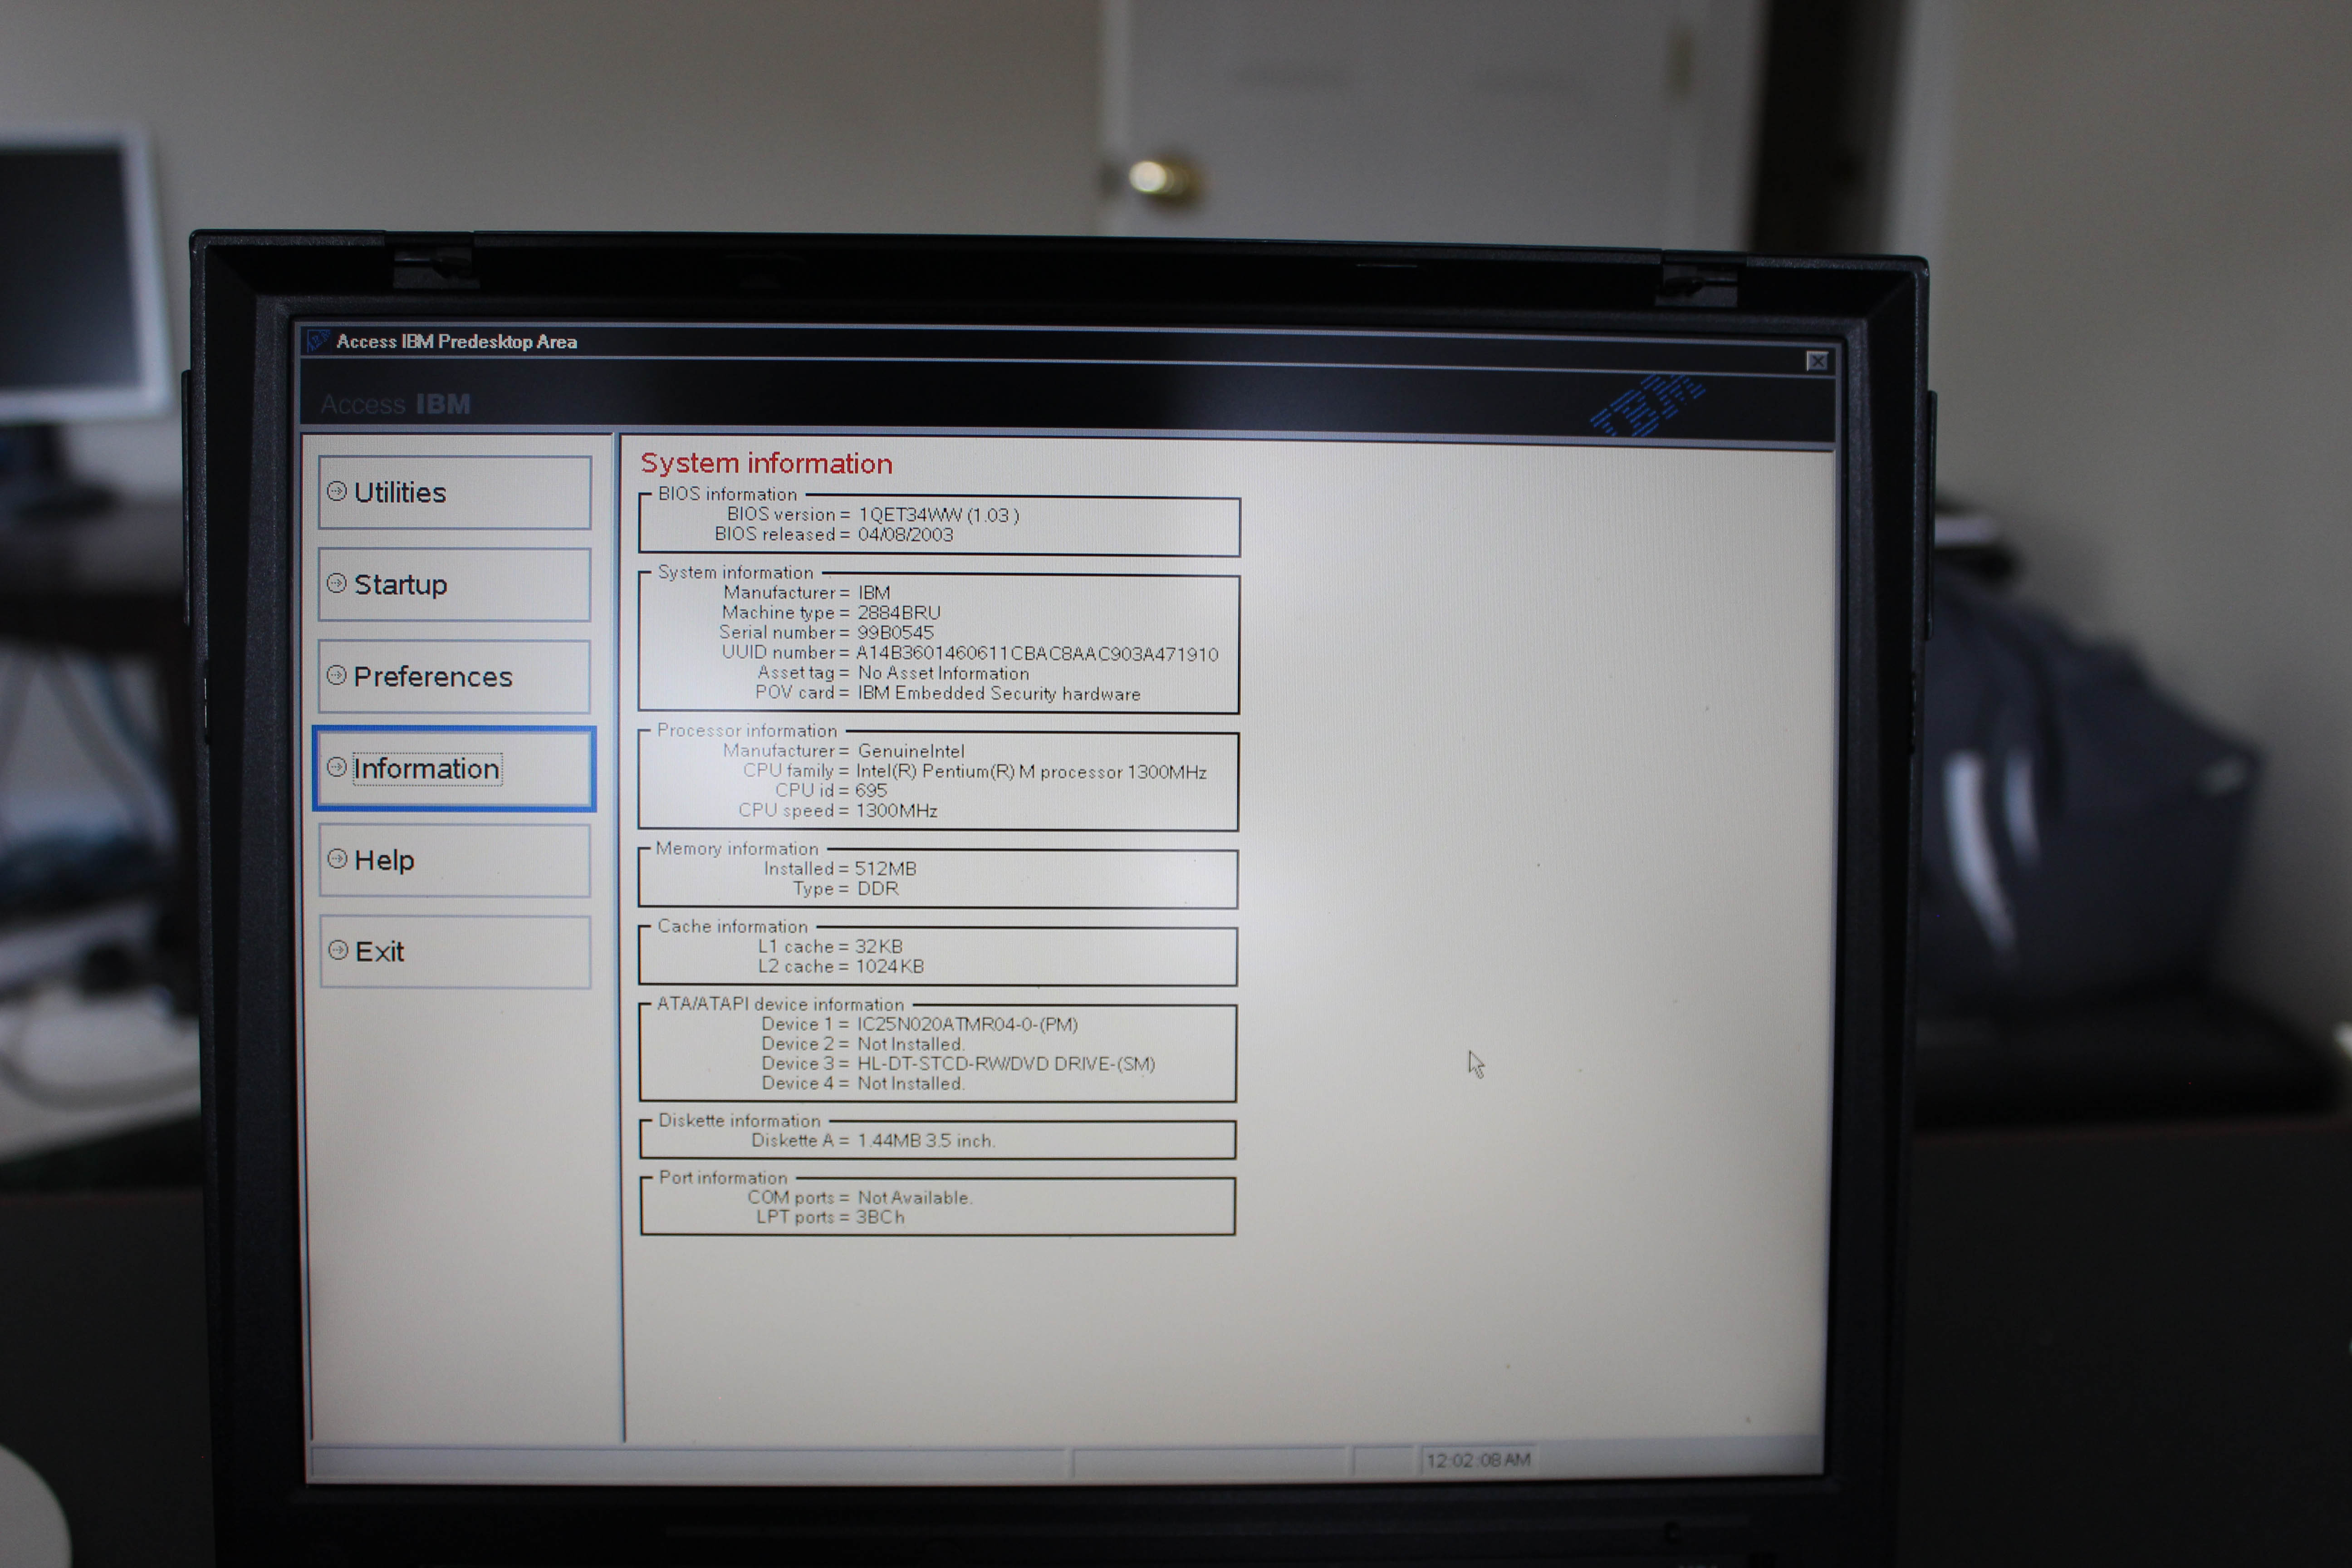 Access IBM Predesktop Area
Access IBM
IBM
Utilities
Startup
Preferences
Information
Help
Exit
System information
BIOS information
BIOS version = 1QET34WW (1.03 )
BIOS released = 04/08/2003
System information
Manufacturer = IBM
Machine type = 2884BRU
Serial number = 99B0545
UUID number = A14B3601460611CBAC8AAC903A471910
Asset tag = No Asset Information
POV card = IBM Embedded Security hardware
Processor information
Manufacturer = GenuineIntel
CPU family = Intel(R) Pentium(R) M processor 1300MHz
CPU id = 695
CPU speed = 1300MHz
Memory information
Installed = 512MB
Type = DDR
Cache information
L1 cache = 32KB
L2 cache = 1024KB
ATA/ATAPI device information
Device 1 = IC25N020ATMR04-0-(PM)
Device 2 = Not Installed.
Device 3 = HL-DT-STCD-RW/DVD DRIVE-(SM)
Device 4 = Not Installed.
Diskette information
Diskette A = 1.44MB 3.5 inch.
Port information
COM ports = Not Available.
LPT ports = 3BCh
12:02:08 AM